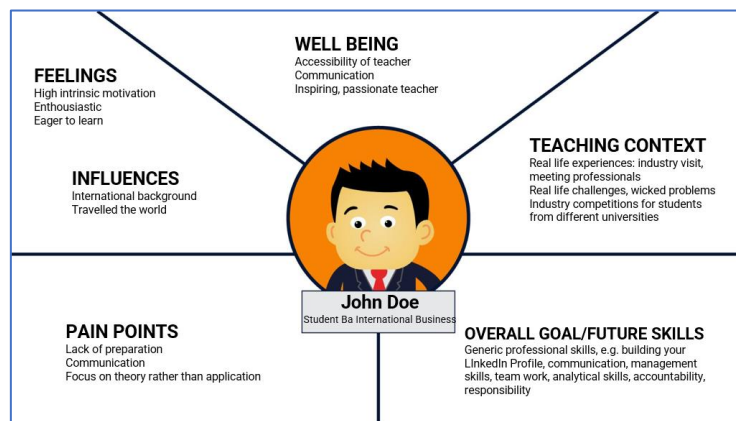 WELL BEING
Accessibility of teacher
Communication
Inspiring, passionate teacher
FEELINGS
High intrinsic motivation
Enthousiastic
Eager to learn
INFLUENCES
International background
Travelled the world
TEACHING CONTEXT
Real life experiences: industry visit,
meeting professionals
Real life challenges, wicked problems
Industry competitions for students
from different universities
John Doe
Student Ba International Business
PAIN POINTS
Lack of preparation
Communication
Focus on theory rather than application
OVERALL GOAL/FUTURE SKILLS
Generic professional skills, e.g. building your
LInkedIn Profile, communication, management
skills, team work, analytical skills, accountability,
responsibility